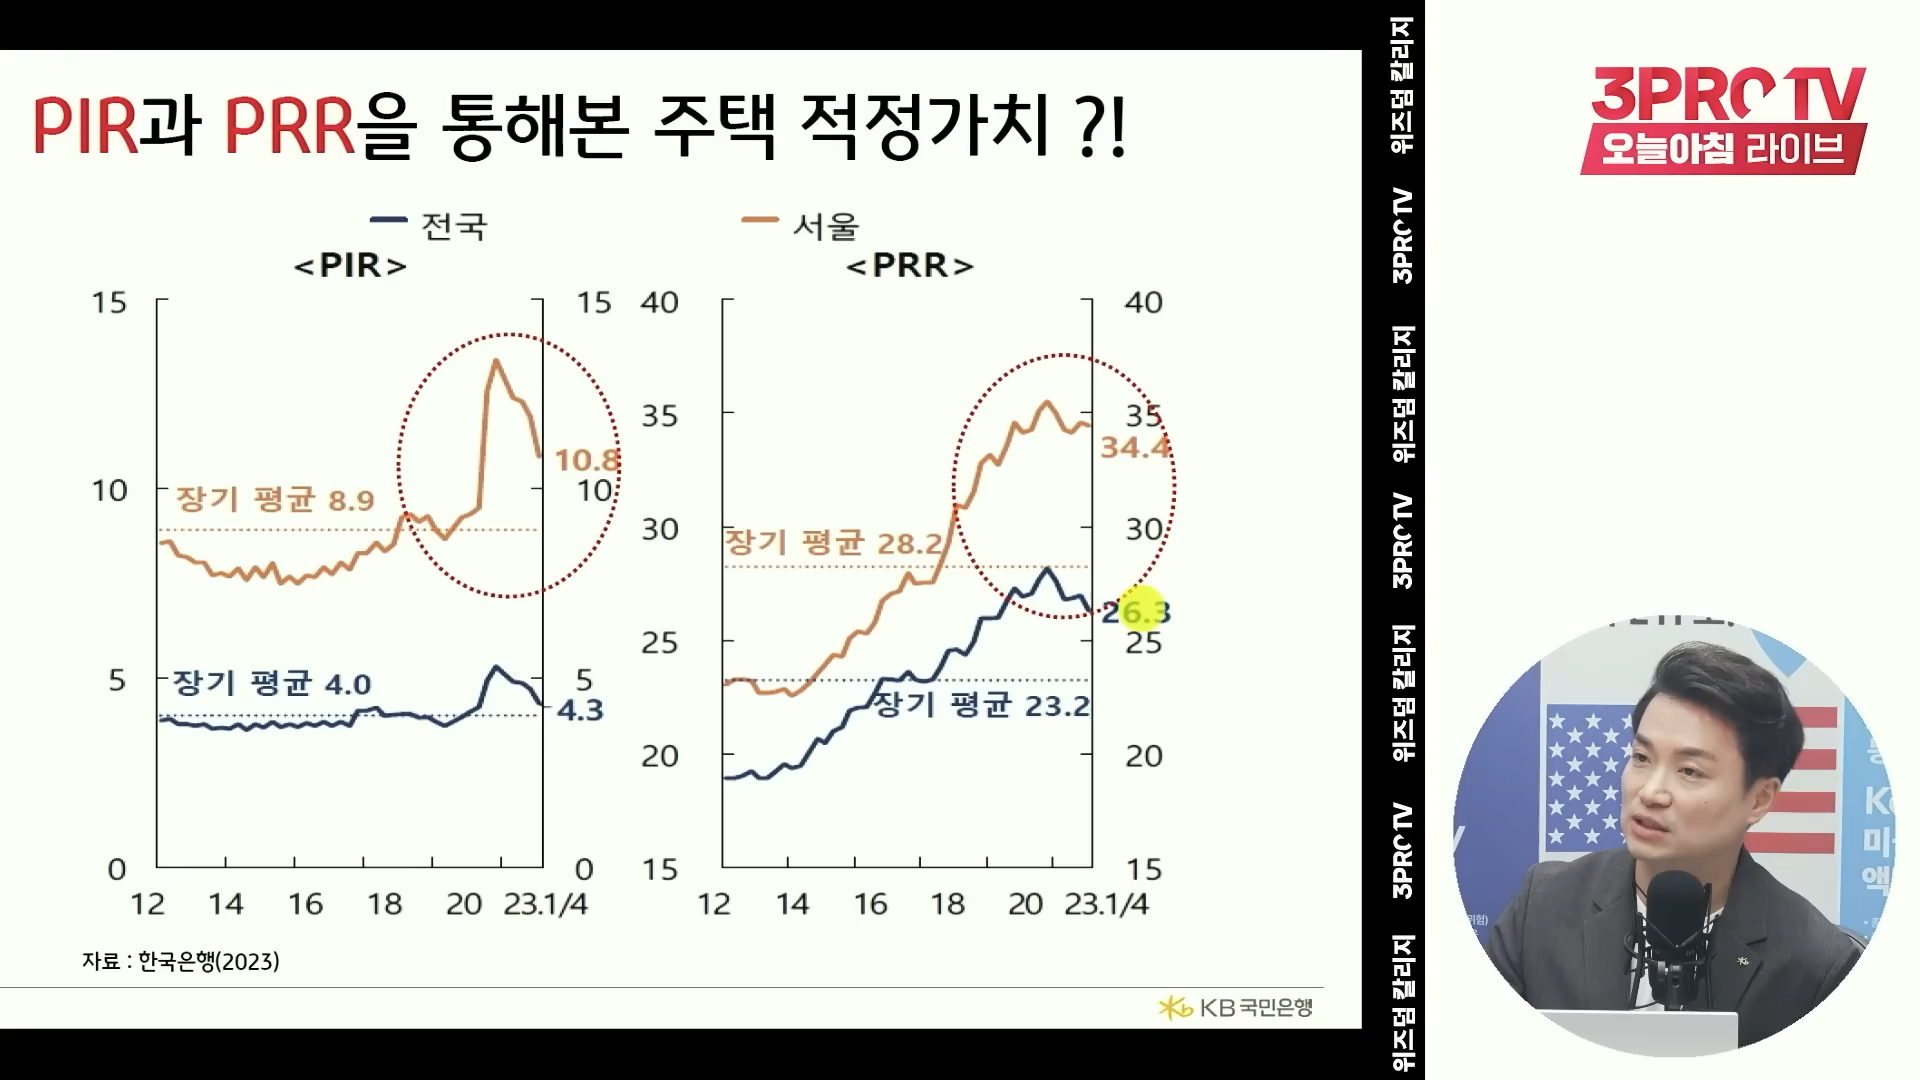 PIR과 PRR을 통해본 주택 적정가치 ?!
전국
서울
<PIR>
<PRR>
15
10
5
0
15
10
5
0
12 14 16 18 20 23.1/4
장기 평균 8.9
장기 평균 4.0
10.8
4.3
40
35
30
25
20
15
40
35
30
25
20
15
12 14 16 18 20 23.1/4
장기 평균 28.2
장기 평균 23.2
34.4
26.3
자료 : 한국은행(2023)
KB국민은행
위즈덤 칼리지
3PROTV
위즈덤 칼리지
3PROTV
위즈덤 칼리지
3PROTV
위즈덤 칼리지
3PROTV
오늘아침 라이브
미
액